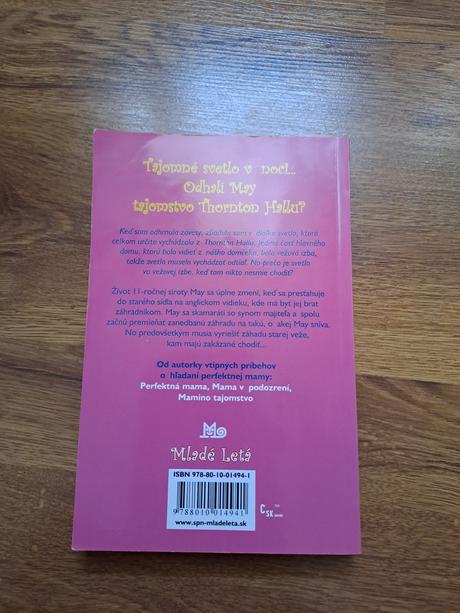 Tajomné svetlo v noci...
Odhalí May
tajomstvo Thornton Hallu?
Keď som odhrnula závesy, zbadala som v diaľke svetlo, ktoré
celkom určite vychádzalo z Thornton Hallu. Jediná časť hlavného
domu, ktorú bolo vidieť z nášho domčeka, bola vežová izba,
takže svetlo muselo vychádzať odtiaľ. No prečo je svetlo
vo vežovej izbe, keď tam nikto nesmie chodiť?
Život 11-ročnej siroty May sa úplne zmení, keď sa presťahuje
do starého sídla na anglickom vidieku, kde má byť jej brat
záhradníkom. May sa skamaráti so synom majiteľa a spolu
začnú premieňať zanedbanú záhradu na takú, o akej May sníva.
No predovšetkým musia vyriešiť záhadu starej veže,
kam majú zakázané chodiť...
Od autorky vtipných príbehov
o hľadaní perfektnej mamy:
Perfektná mama, Mama v podozrení,
Mamino tajomstvo
Mladé Letá
ISBN 978-80-10-01494-1
9 788010 014941
www.spn-mladeleta.sk
CSK